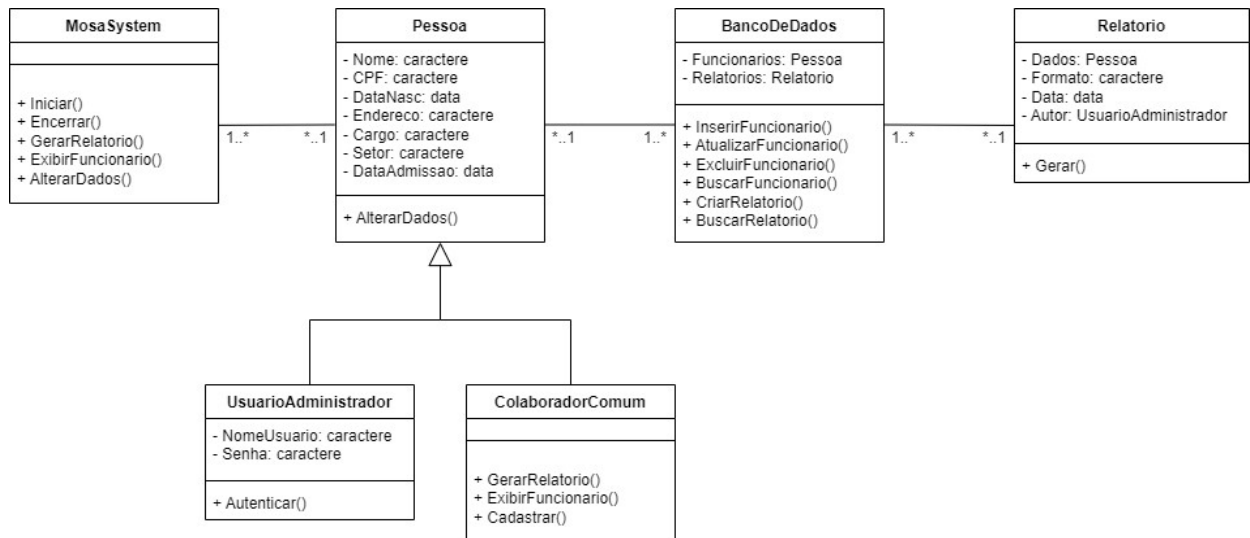 MosaSystem
+ Iniciar()
+ Encerrar()
+ GerarRelatorio()
+ ExibirFuncionario()
+ AlterarDados()
1..*
*..1
Pessoa
- Nome: caractere
- CPF: caractere
- DataNasc: data
- Endereco: caractere
- Cargo: caractere
- Setor: caractere
- DataAdmissao: data
+ AlterarDados()
*..1
1..*
BancoDeDados
- Funcionarios: Pessoa
- Relatorios: Relatorio
+ InserirFuncionario()
+ AtualizarFuncionario()
+ ExcluirFuncionario()
+ BuscarFuncionario()
+ CriarRelatorio()
+ BuscarRelatorio()
1..*
*..1
Relatorio
- Dados: Pessoa
- Formato: caractere
- Data: data
- Autor: UsuarioAdministrador
+ Gerar()
UsuarioAdministrador
- NomeUsuario: caractere
- Senha: caractere
+ Autenticar()
ColaboradorComum
+ GerarRelatorio()
+ ExibirFuncionario()
+ Cadastrar()